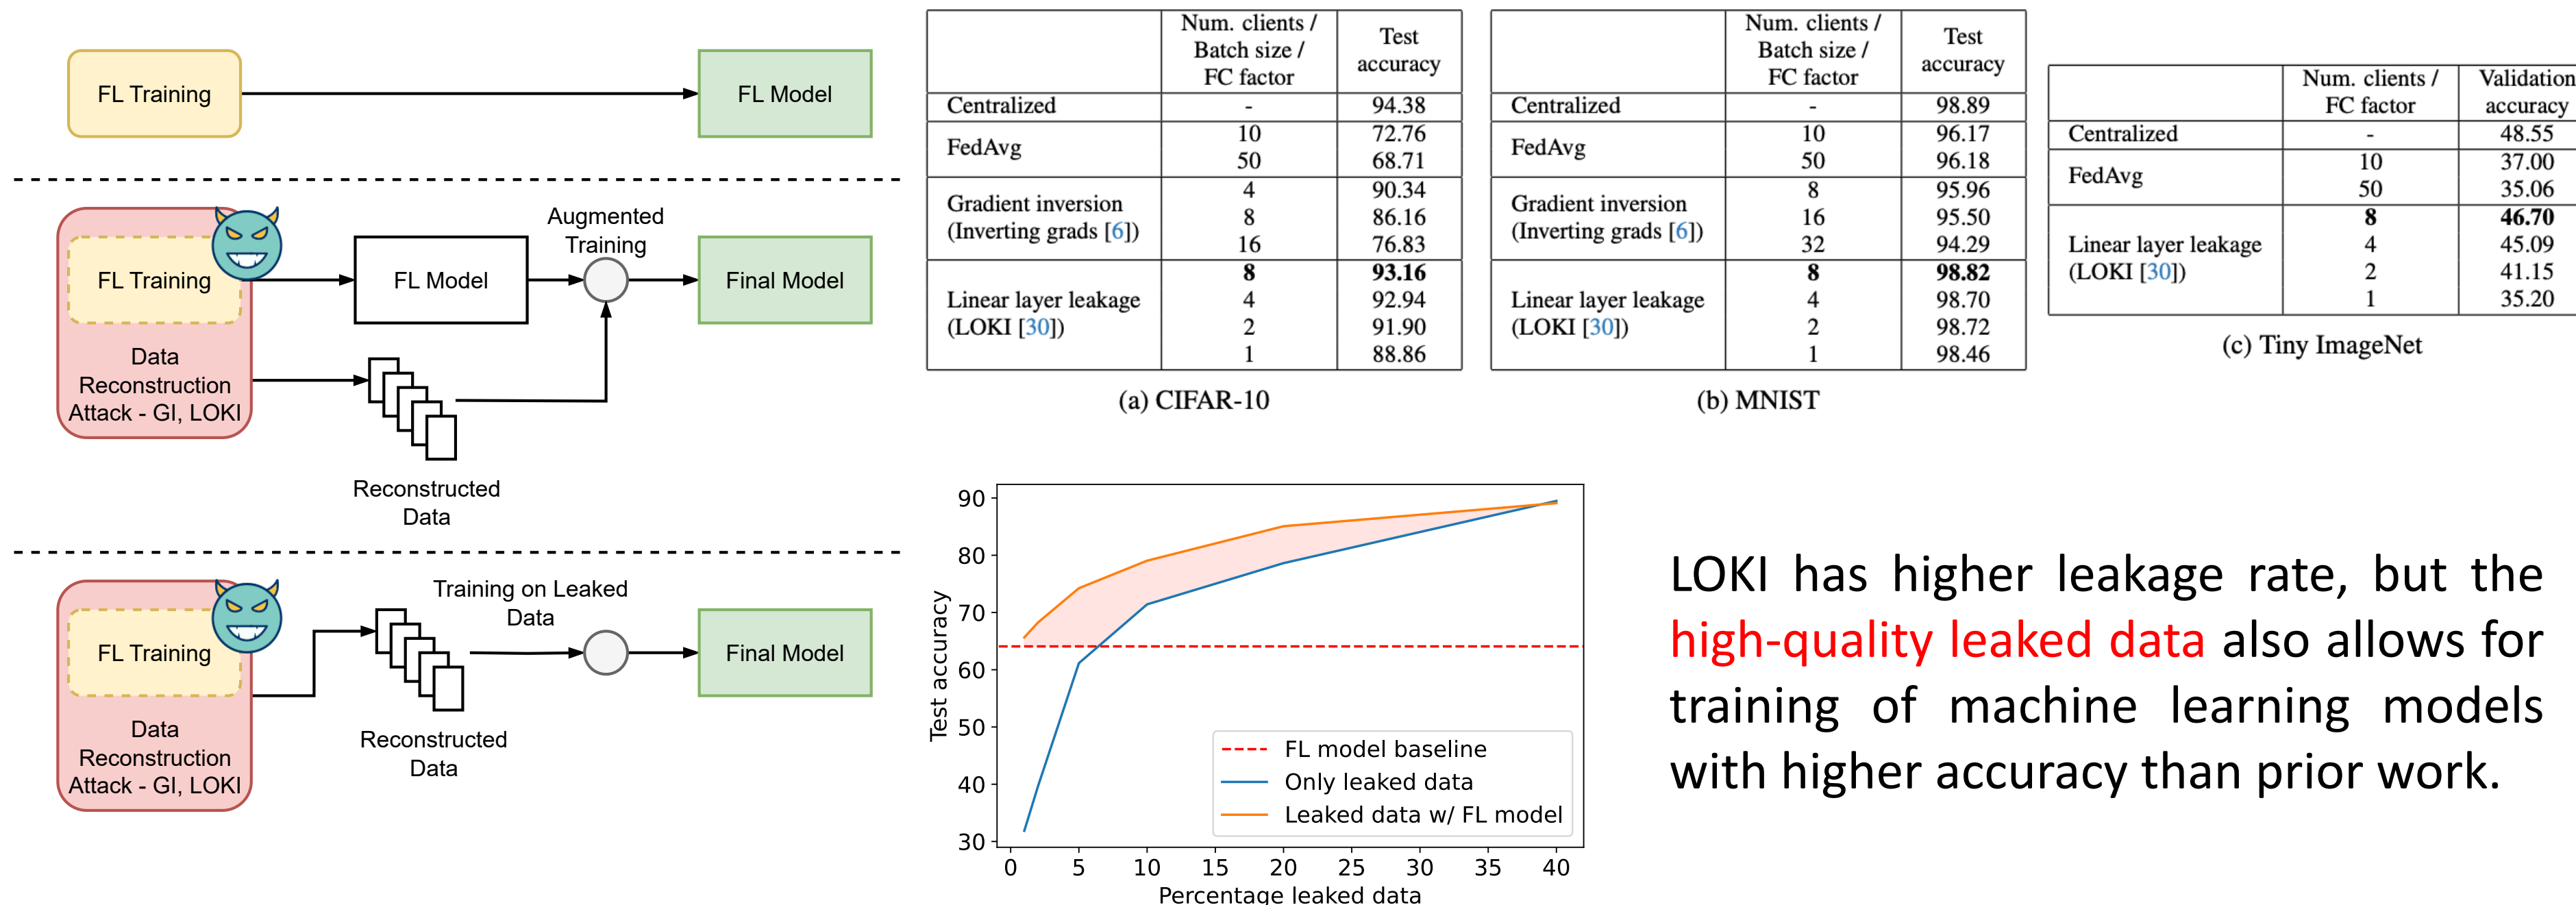 FL Training
FL Model
FL Training
Data
Reconstruction
Attack - GI, LOKI
FL Model
Augmented
Training
Final Model
Reconstructed
Data
FL Training
Data
Reconstruction
Attack - GI, LOKI
Training on Leaked
Data
Final Model
Reconstructed
Data
Num. clients / Test
Batch size / accuracy
FC factor
Centralized - 94.38
FedAvg 10 72.76
50 68.71
Gradient inversion 4 90.34
(Inverting grads [6]) 8 86.16
16 76.83
Linear layer leakage 8 93.16
(LOKI [30]) 4 92.94
2 91.90
1 88.86
(a) CIFAR-10
Num. clients / Test
Batch size / accuracy
FC factor
Centralized - 98.89
FedAvg 10 96.17
50 96.18
Gradient inversion 8 95.96
(Inverting grads [6]) 16 95.50
32 94.29
Linear layer leakage 8 98.82
(LOKI [30]) 4 98.70
2 98.72
1 98.46
(b) MNIST
Num. clients / Validation
FC factor accuracy
Centralized - 48.55
FedAvg 10 37.00
50 35.06
Linear layer leakage 8 46.70
(LOKI [30]) 4 45.09
2 41.15
1 35.20
(c) Tiny ImageNet
Test accuracy
90
80
70
60
50
40
30
FL model baseline
Only leaked data
Leaked data w/ FL model
0 5 10 15 20 25 30 35 40
Percentage leaked data
LOKI has higher leakage rate, but the
high-quality leaked data also allows for
training of machine learning models
with higher accuracy than prior work.